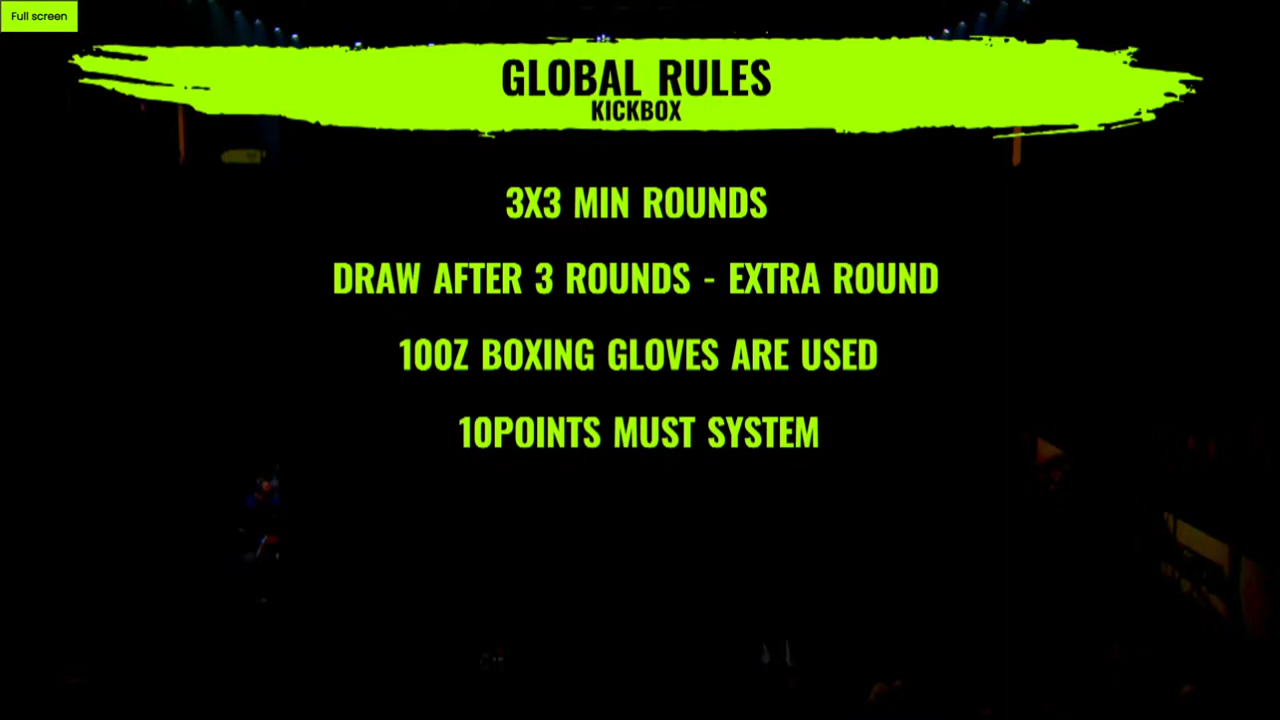 Full screen
GLOBAL RULES
KICKBOX
3X3 MIN ROUNDS
DRAW AFTER 3 ROUNDS - EXTRA ROUND
10OZ BOXING GLOVES ARE USED
10POINTS MUST SYSTEM